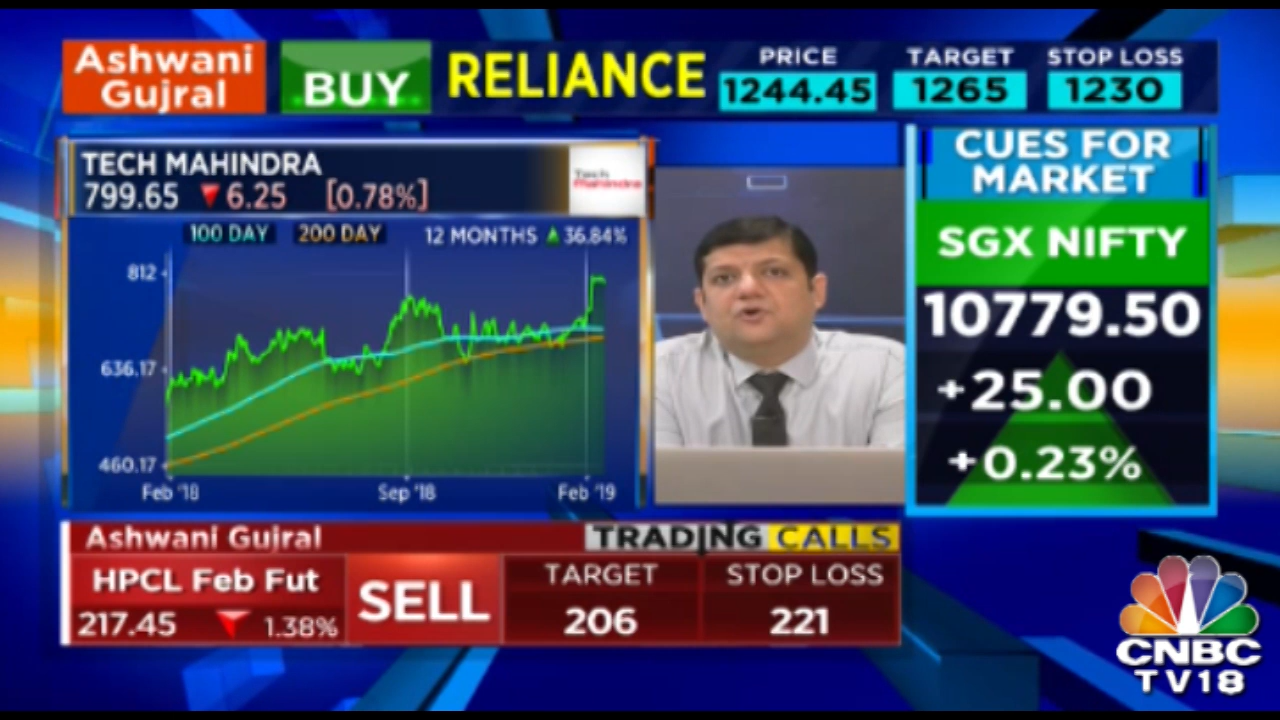 Ashwani
Gujral
BUY
RELIANCE
PRICE
1244.45
TARGET
1265
STOP LOSS
1230
TECH MAHINDRA
799.65 ▼6.25 [0.78%]
Tech
Mahindra
100 DAY 200 DAY 12 MONTHS ▲36.84%
812
636.17
460.17
Feb '18 Sep '18 Feb '19
CUES FOR
MARKET
SGX NIFTY
10779.50
+25.00
+0.23%
Ashwani Gujral
TRADING CALLS
HPCL Feb Fut
217.45 ▼ 1.38%
SELL
TARGET
206
STOP LOSS
221
CNBC
TV18